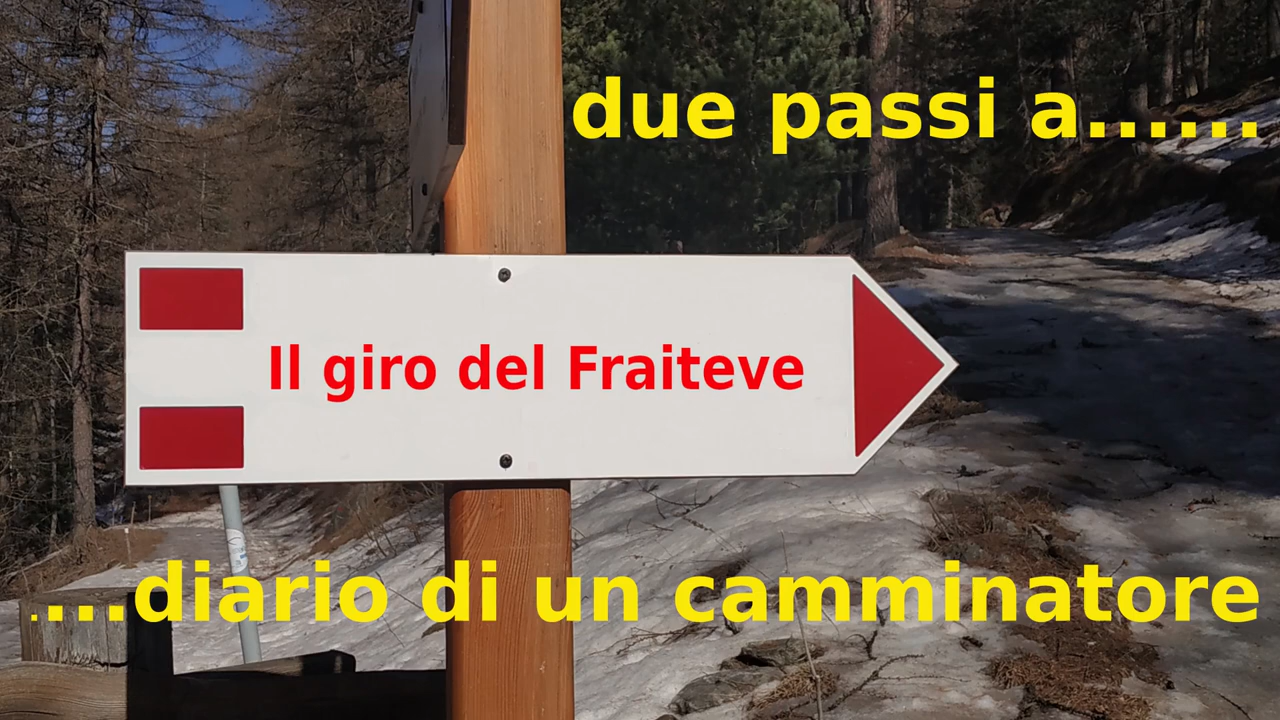 due passi a......
Il giro del Fraiteve
....diario di un camminatore